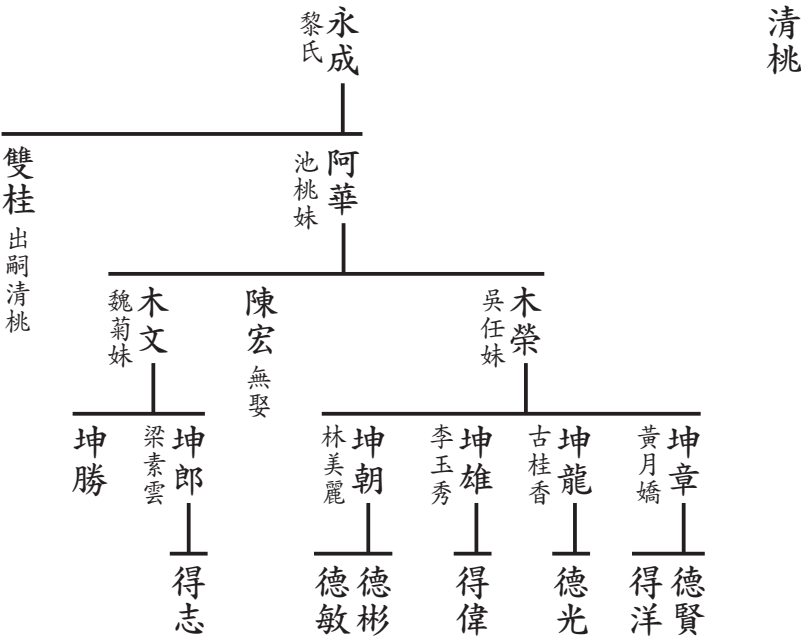 清桃
永成
黎氏
阿華
池桃妹
雙桂
出嗣清桃
木榮
吳任妹
陳宏
無娶
木文
魏菊妹
坤章
黃月嬌
坤龍
古桂香
坤雄
李玉秀
坤朝
林美麗
坤郎
梁素雲
坤勝
德賢
得洋
德光
得偉
德彬
德敏
得志